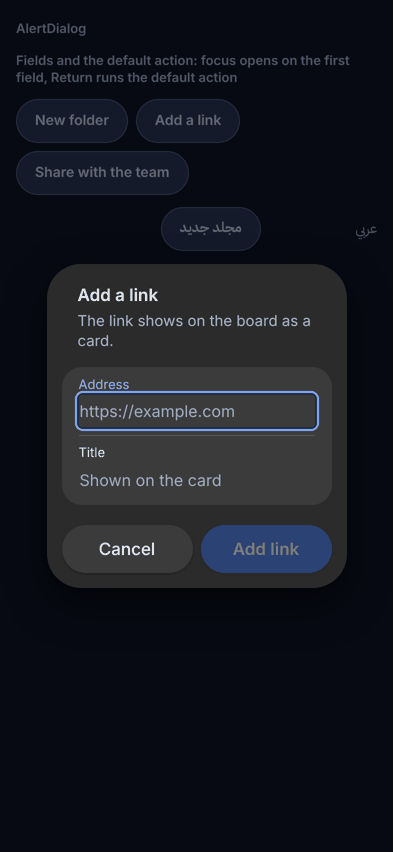 AlertDialog
Fields and the default action: focus opens on the first
field, Return runs the default action
New folder
Add a link
Share with the team
مجلد جديد
عربي
Add a link
The link shows on the board as a
card.
Address
https://example.com
Title
Shown on the card
Cancel
Add link